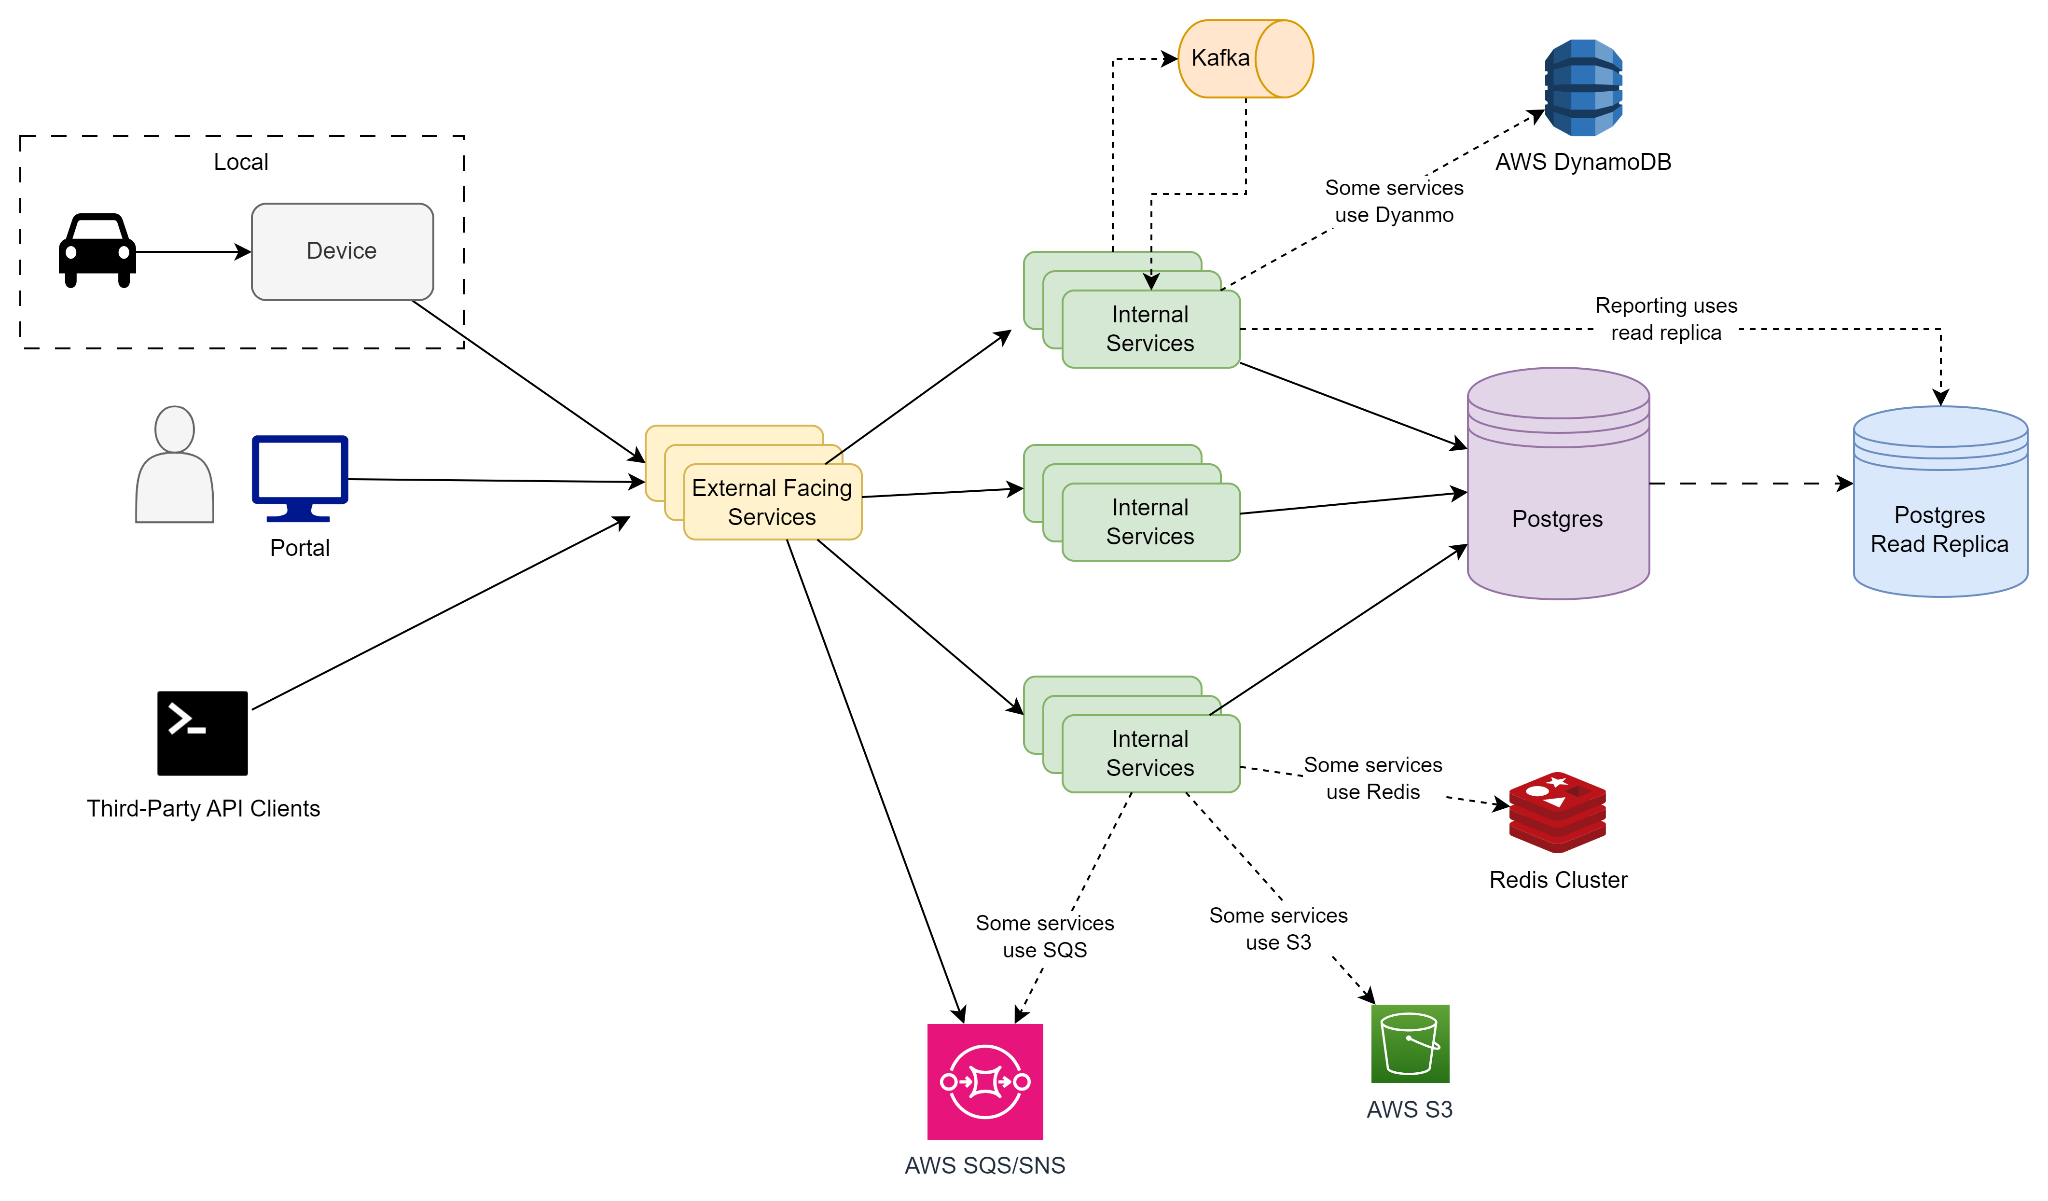 Kafka
Local
AWS DynamoDB
Some services
use Dyanmo
Device
Internal
Services
Reporting uses
read replica
External Facing
Services
Internal
Services
Postgres
Postgres
Read Replica
Portal
Internal
Services
Some services
use Redis
Third-Party API Clients
Redis Cluster
Some services
use SQS
Some services
use S3
AWS S3
AWS SQS/SNS